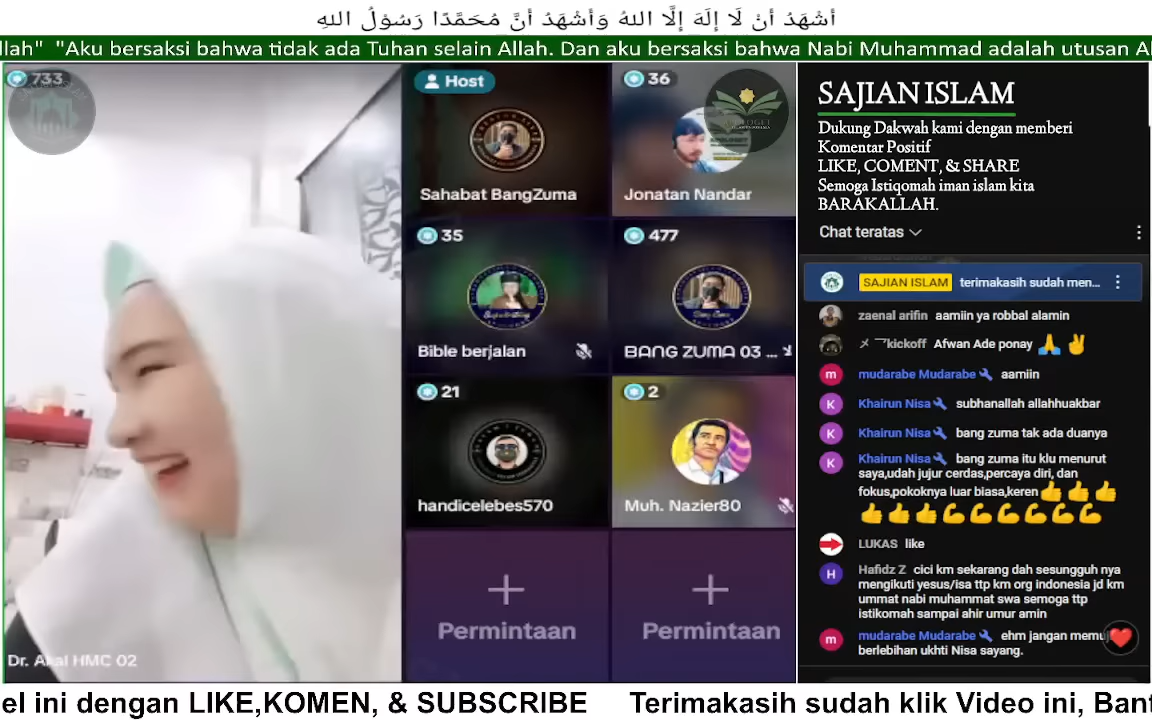 أَشْهَدُ أَنْ لَا إِلَهَ إِلَّا اللهُ وَأَشْهَدُ أَنَّ مُحَمَّدًا رَسُوْلُ اللهِ
llah" "Aku bersaksi bahwa tidak ada Tuhan selain Allah. Dan aku bersaksi bahwa Nabi Muhammad adalah utusan Al
733
Dr. Akal HMC 02
Host
Sahabat BangZuma
36
Jonatan Nandar
35
Bible berjalan
477
BANG ZUMA 03 ...
21
handicelebes570
2
Muh. Nazier80
Permintaan
Permintaan
SAJIAN ISLAM
Dukung Dakwah kami dengan memberi
Komentar Positif
LIKE, COMENT, & SHARE
Semoga Istiqomah iman islam kita
BARAKALLAH.
Chat teratas
SAJIAN ISLAM terimakasih sudah men...
zaenal arifin aamiin ya robbal alamin
kickoff Afwan Ade ponay 🙏 ✌
m mudarabe Mudarabe aamiin
K Khairun Nisa subhanallah allahhuakbar
K Khairun Nisa bang zuma tak ada duanya
K Khairun Nisa bang zuma itu klu menurut
saya,udah jujur cerdas,percaya diri, dan
fokus,pokoknya luar biasa,keren👍👍👍
👍👍👍💪💪💪💪💪💪
LUKAS like
H Hafidz Z cici km sekarang dah sesungguh nya
mengikuti yesus/isa ttp km org indonesia jd km
ummat nabi muhammat swa semoga ttp
istikomah sampai ahir umur amin
m mudarabe Mudarabe ehm jangan memuj
berlebihan ukhti Nisa sayang.
el ini dengan LIKE,KOMEN, & SUBSCRIBE Terimakasih sudah klik Video ini, Bant